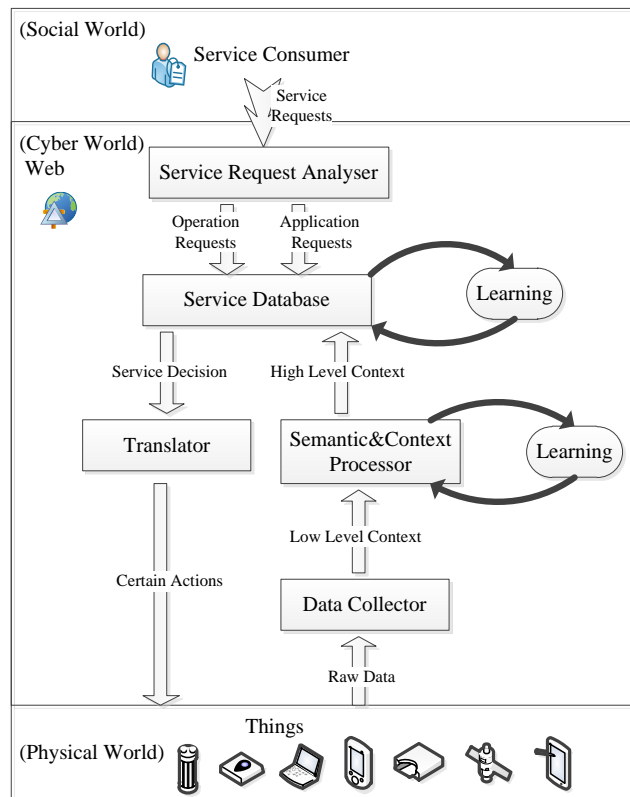 (Social World)
Service Consumer
Service
Requests
(Cyber World)
Web
Service Request Analyser
Operation
Requests
Application
Requests
Service Database
Learning
Service Decision
High Level Context
Translator
Semantic&Context
Processor
Learning
Low Level Context
Certain Actions
Data Collector
Raw Data
Things
(Physical World)